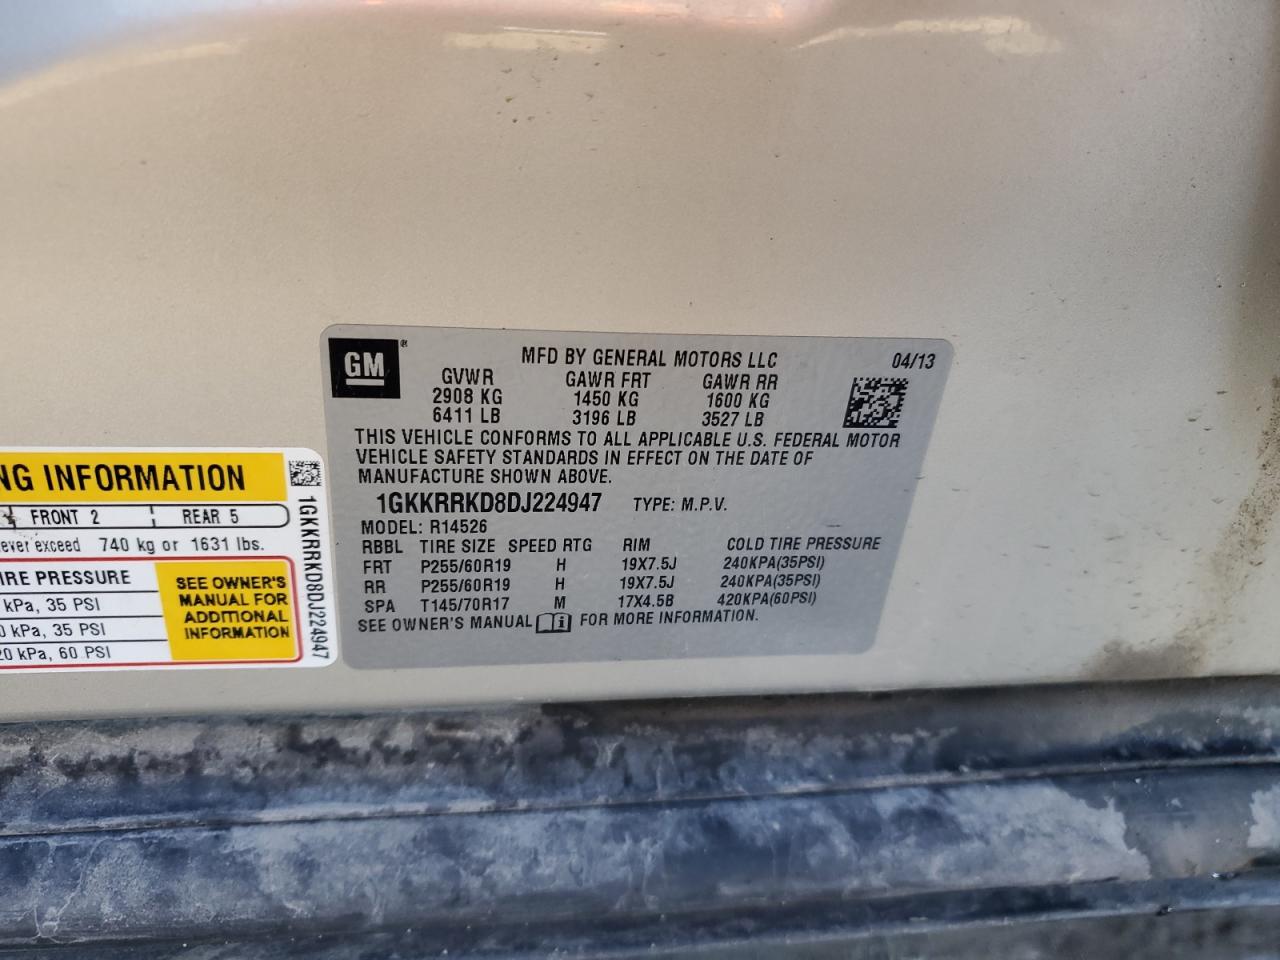 GM
®
MFD BY GENERAL MOTORS LLC 04/13
GVWR GAWR FRT GAWR RR
2908 KG 1450 KG 1600 KG
6411 LB 3196 LB 3527 LB
THIS VEHICLE CONFORMS TO ALL APPLICABLE U.S. FEDERAL MOTOR
VEHICLE SAFETY STANDARDS IN EFFECT ON THE DATE OF
MANUFACTURE SHOWN ABOVE.
1GKKRRKD8DJ224947 TYPE: M.P.V.
MODEL: R14526
RBBL TIRE SIZE SPEED RTG RIM COLD TIRE PRESSURE
FRT P255/60R19 H 19X7.5J 240KPA(35PSI)
RR P255/60R19 H 19X7.5J 240KPA(35PSI)
SPA T145/70R17 M 17X4.5B 420KPA(60PSI)
SEE OWNER'S MANUAL i FOR MORE INFORMATION.
NG INFORMATION
FRONT 2 REAR 5
ever exceed 740 kg or 1631 lbs.
IRE PRESSURE
kPa, 35 PSI
0 kPa, 35 PSI
20 kPa, 60 PSI
SEE OWNER'S
MANUAL FOR
ADDITIONAL
INFORMATION
1GKKRRKD8DJ224947